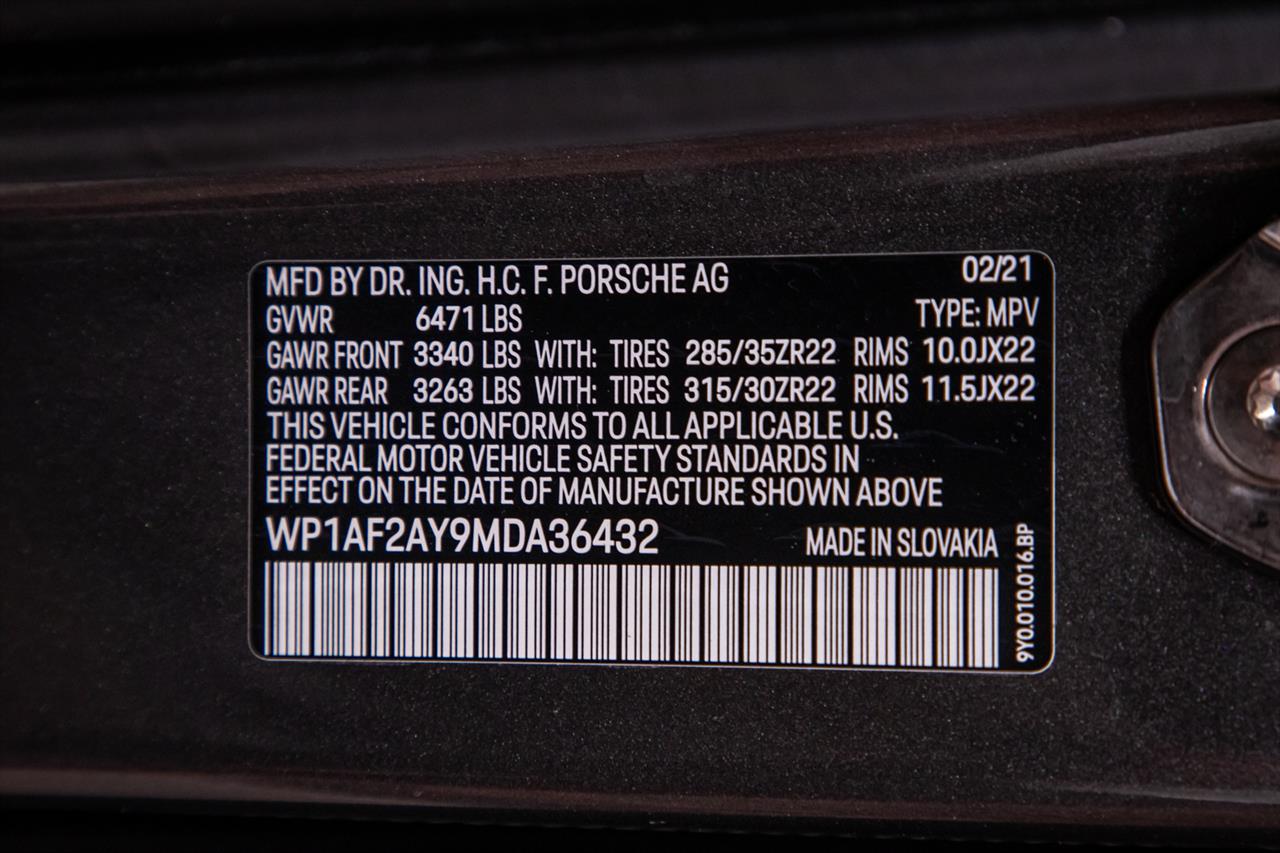 MFD BY DR. ING. H.C. F. PORSCHE AG 02/21
GVWR 6471 LBS TYPE: MPV
GAWR FRONT 3340 LBS WITH: TIRES 285/35ZR22 RIMS 10.0JX22
GAWR REAR 3263 LBS WITH: TIRES 315/30ZR22 RIMS 11.5JX22
THIS VEHICLE CONFORMS TO ALL APPLICABLE U.S.
FEDERAL MOTOR VEHICLE SAFETY STANDARDS IN
EFFECT ON THE DATE OF MANUFACTURE SHOWN ABOVE
WP1AF2AY9MDA36432 MADE IN SLOVAKIA
9Y0.010.016.BP